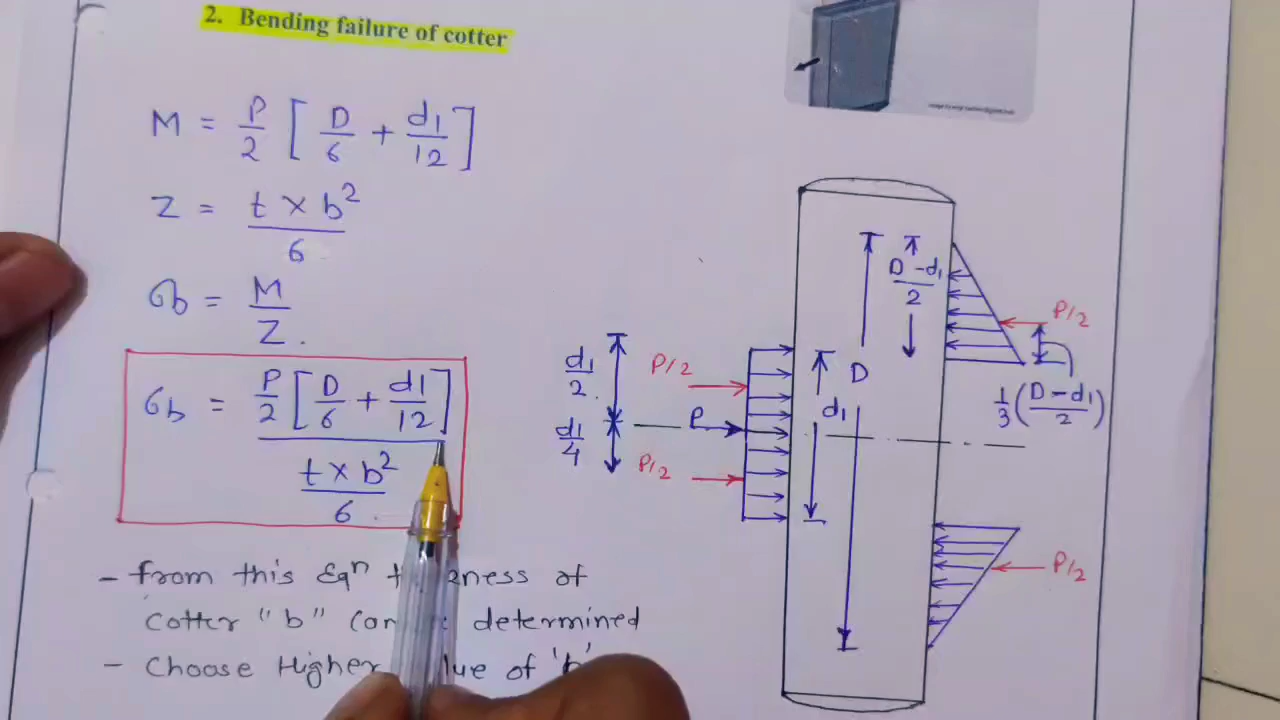 2. Bending failure of cotter
M = P/2 [ D/6 + d1/12 ]
Z = t × b²/6
σb = M/Z.
σb = P/2 [ D/6 + d1/12 ] / t × b²/6
- from this Eqn of
cotter "b" determined
- Choose Higher of 'b'
D - d1/2
P/2
d1/2
P/2
D
1/3 (D - d1/2)
d1
P
d1/4
P/2
P/2